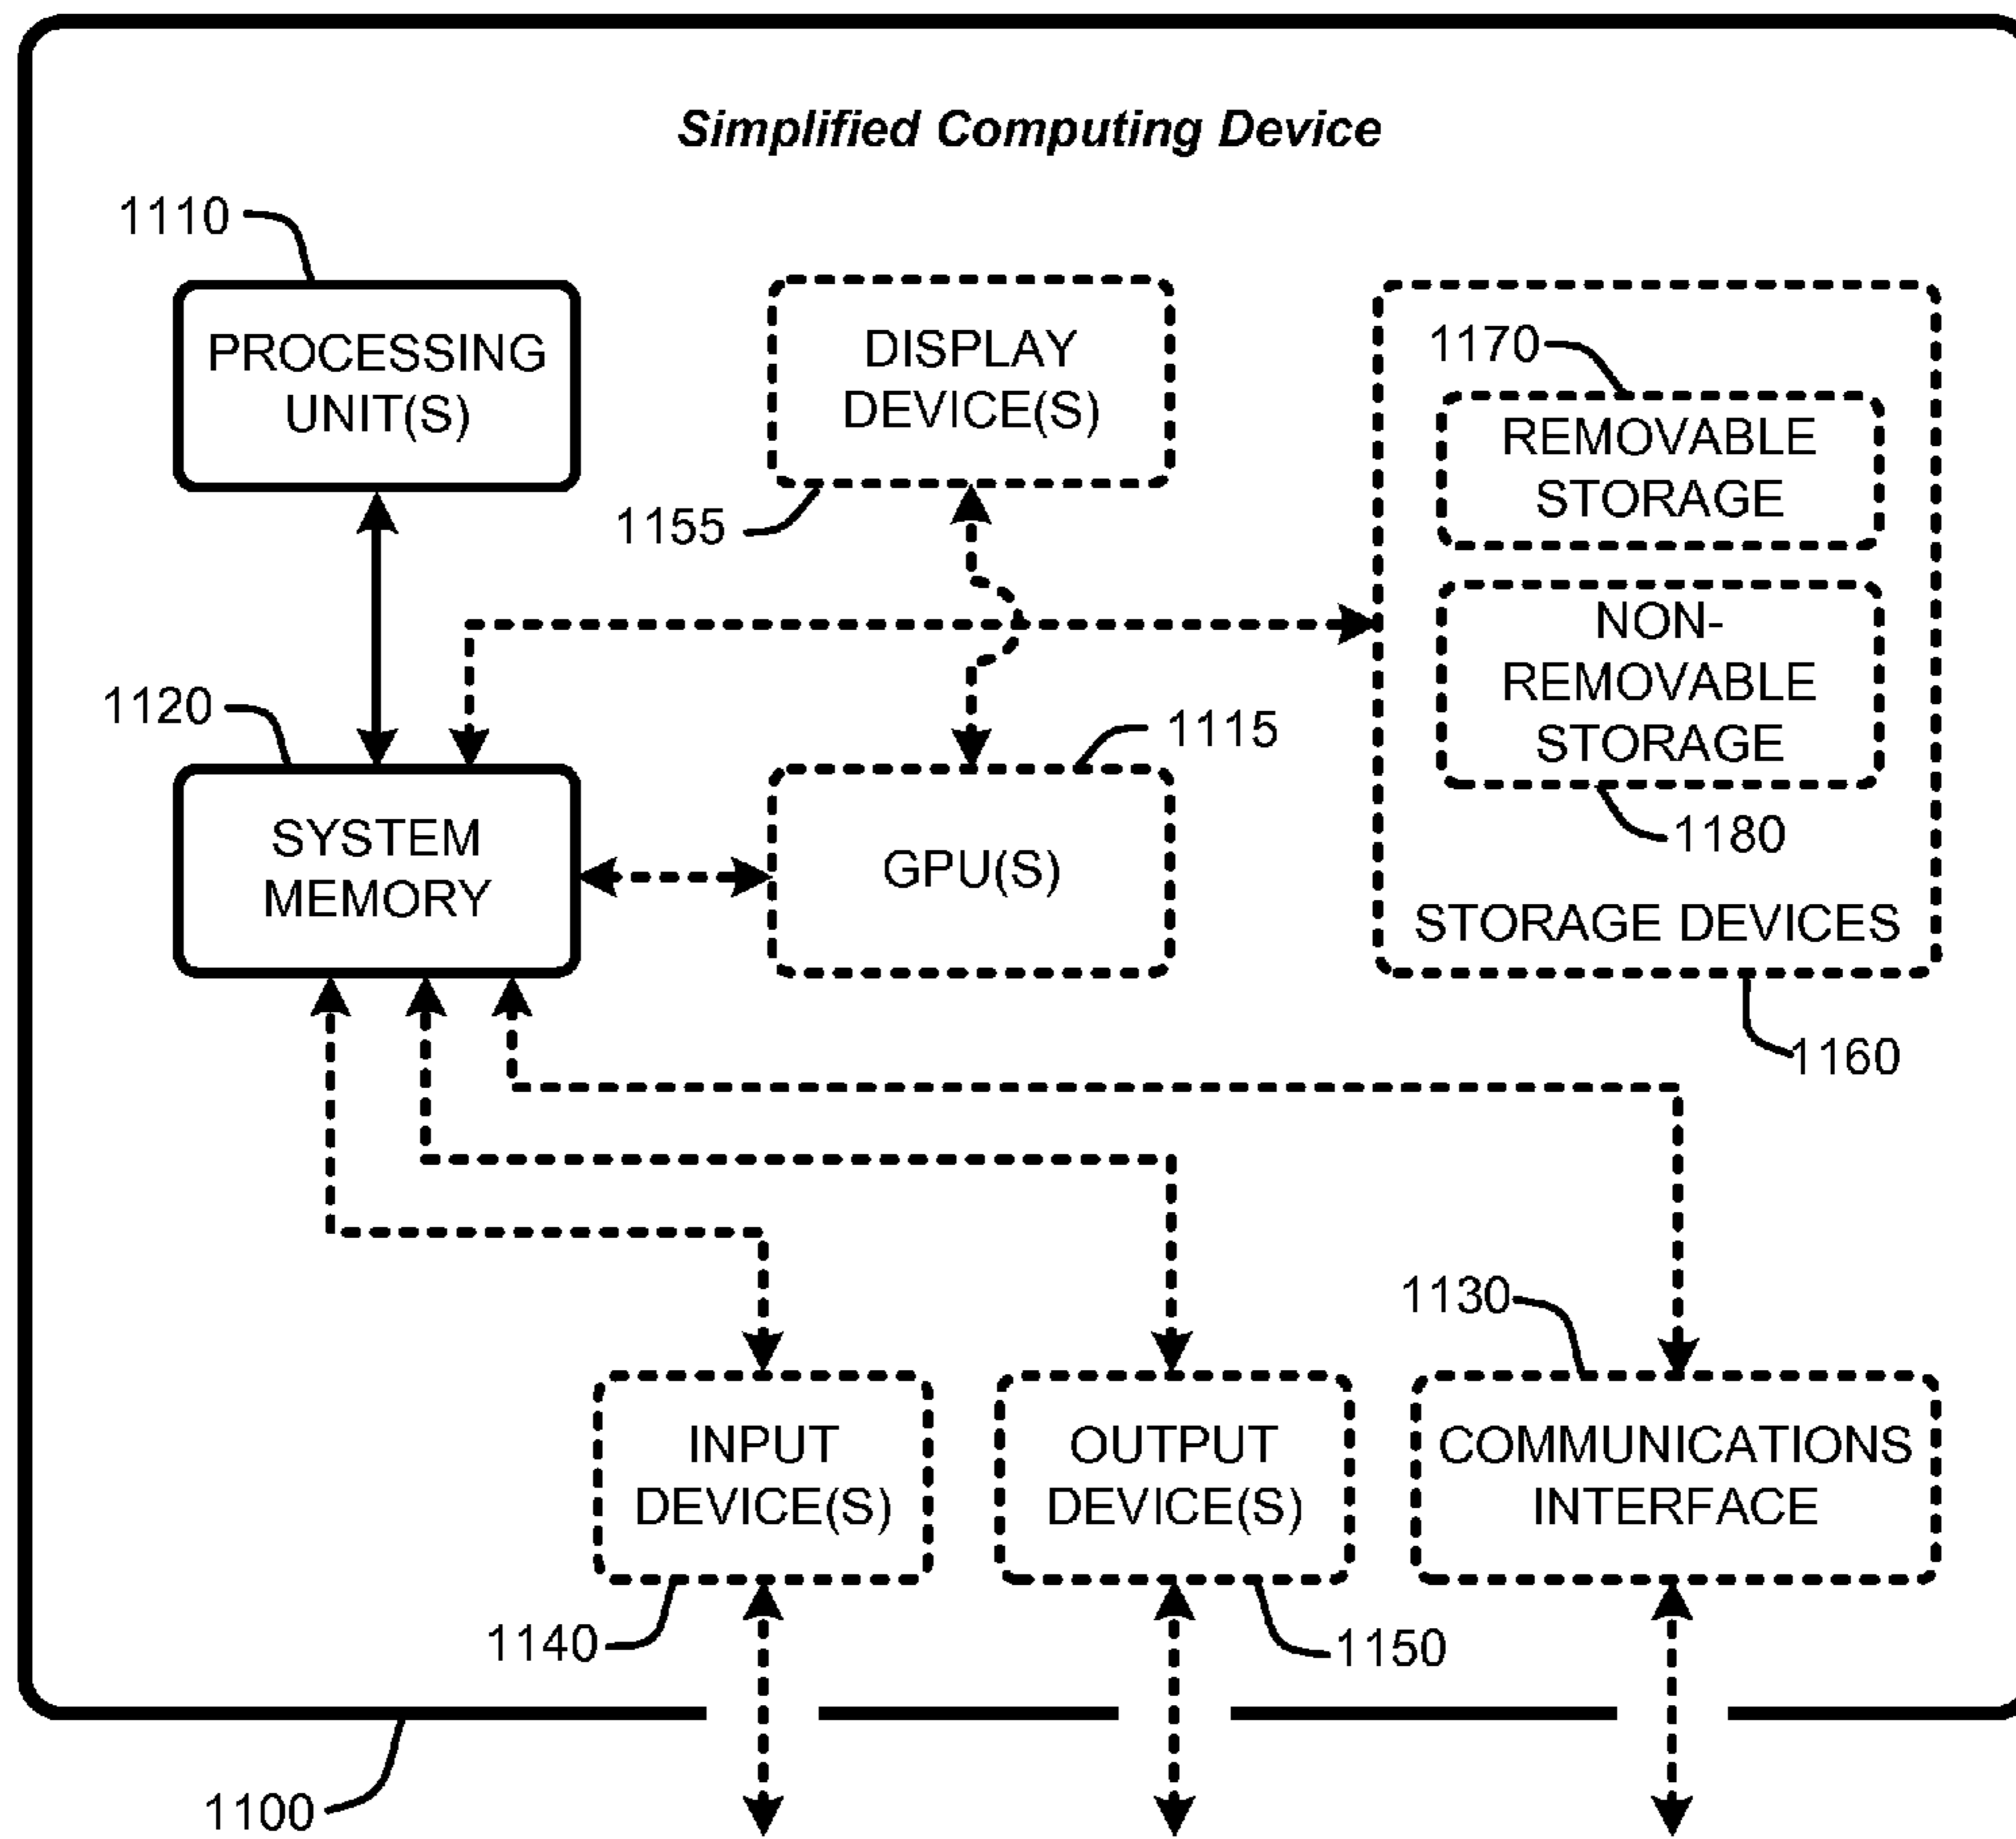 Simplified Computing Device
1110
PROCESSING
UNIT(S)
DISPLAY
DEVICE(S)
1155
1170
REMOVABLE
STORAGE
NON-
REMOVABLE
STORAGE
1180
STORAGE DEVICES
1160
1120
SYSTEM
MEMORY
1115
GPU(S)
1130
INPUT
DEVICE(S)
1140
OUTPUT
DEVICE(S)
1150
COMMUNICATIONS
INTERFACE
1100